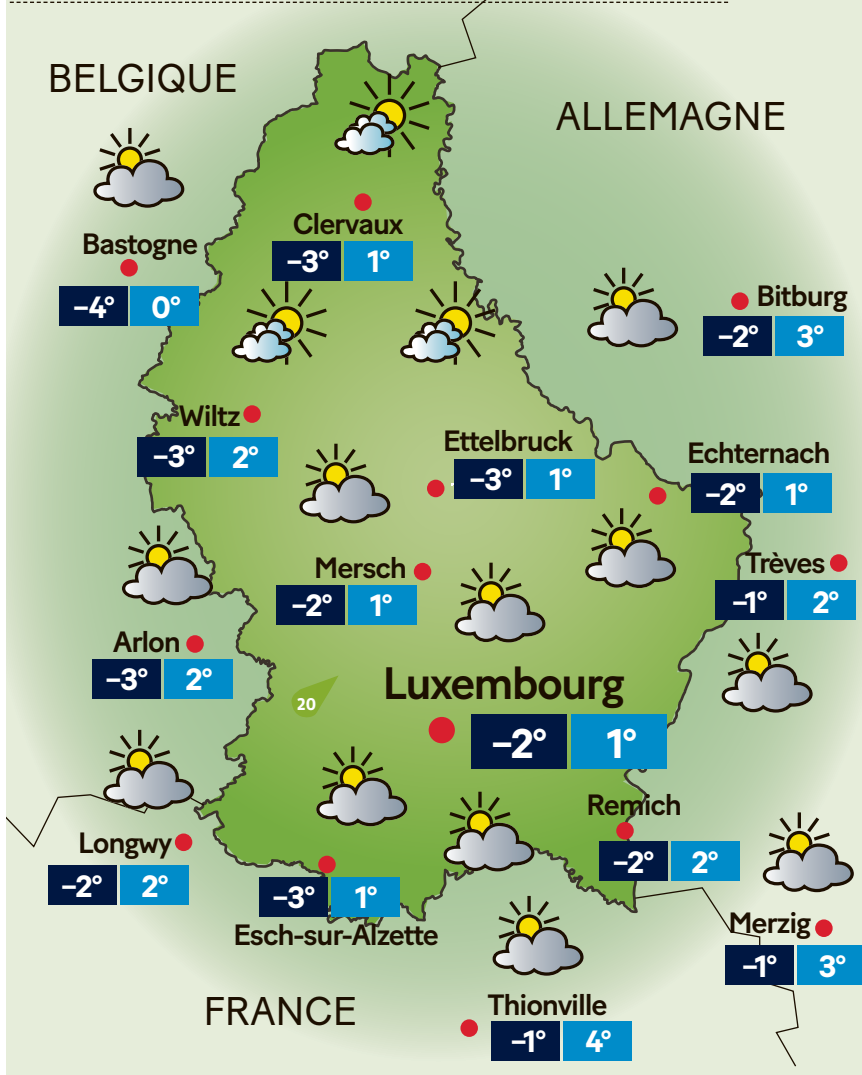 BELGIQUE
ALLEMAGNE
Clervaux
–3° 1°
Bastogne
–4° 0°
Bitburg
–2° 3°
Wiltz
–3° 2°
Ettelbruck
–3° 1°
Echternach
–2° 1°
Mersch
–2° 1°
Trèves
–1° 2°
Arlon
–3° 2°
20
Luxembourg
–2° 1°
Longwy
–2° 2°
Remich
–2° 2°
–3° 1°
Esch-sur-Alzette
Merzig
–1° 3°
FRANCE
Thionville
–1° 4°